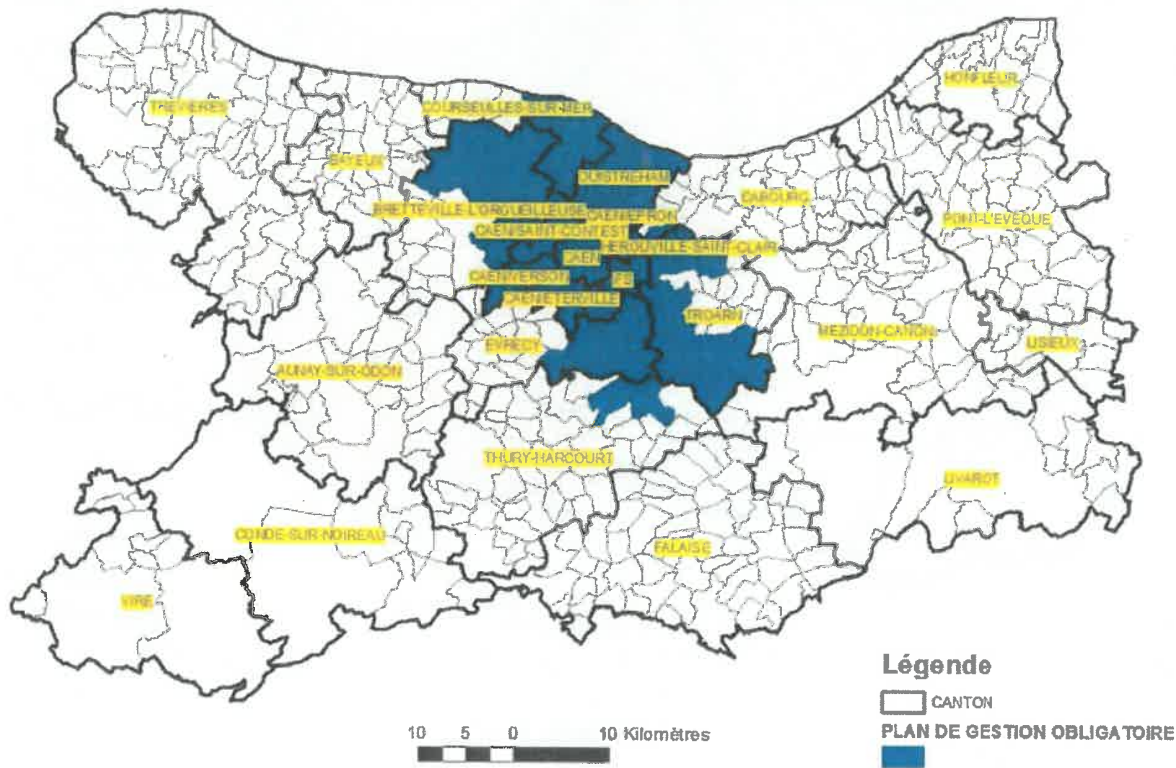 HONFLEUR
TREVIERES
COURSEULLES-SUR-MER
BAYEUX
OUISTREHAM
CABOURG
BRETTEVILLE-L'ORGUEILLEUSE
CAEN/EPRON
PONT-L'EVEQUE
CAEN/SAINT-CONTEST
HEROUVILLE-SAINT-CLAIR
CAEN
CAEN/VERSON
IFS
CAEN/ETERVILLE
TROARN
MEZIDON-CANON
EVRECY
LISIEUX
AUNAY-SUR-ODON
THURY-HARCOURT
LIVAROT
CONDE-SUR-NOIREAU
FALAISE
VIRE
Légende
CANTON
PLAN DE GESTION OBLIGATOIRE
10 5 0 10 Kilomètres